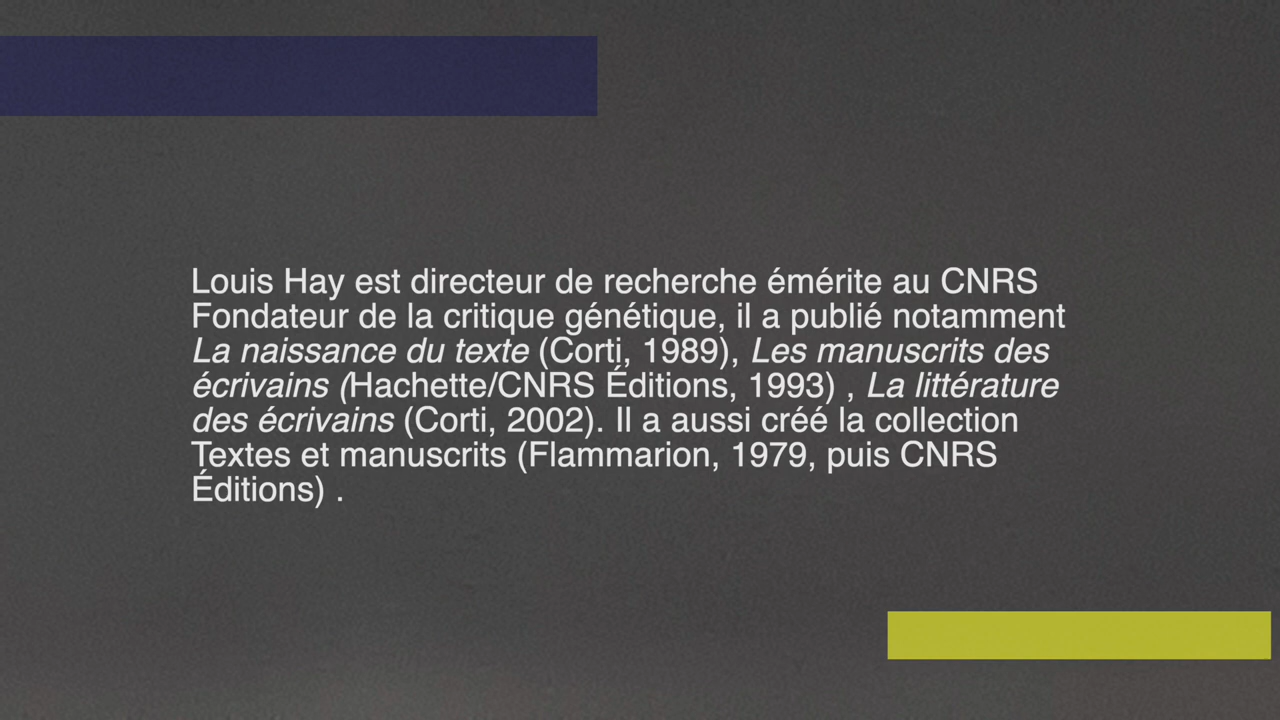 Louis Hay est directeur de recherche émérite au CNRS
Fondateur de la critique génétique, il a publié notamment
La naissance du texte (Corti, 1989), Les manuscrits des
écrivains (Hachette/CNRS Éditions, 1993) , La littérature
des écrivains (Corti, 2002). Il a aussi créé la collection
Textes et manuscrits (Flammarion, 1979, puis CNRS
Éditions) .